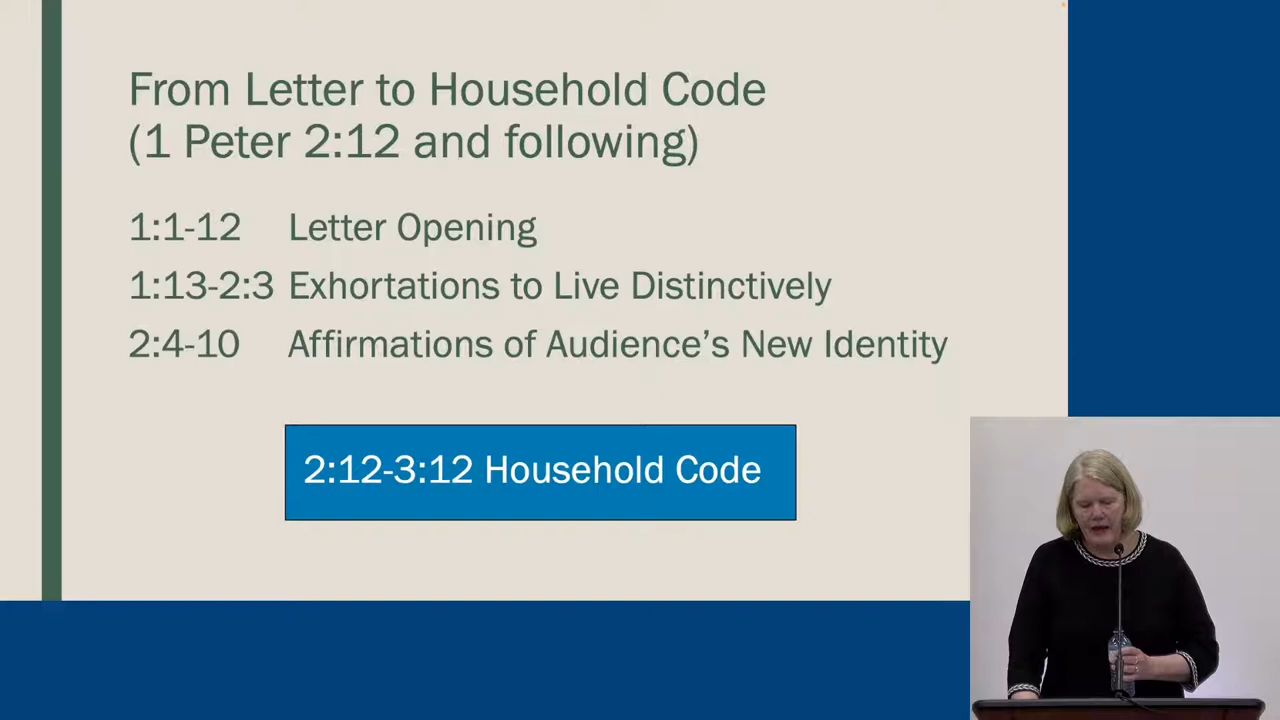 From Letter to Household Code
(1 Peter 2:12 and following)
1:1-12 Letter Opening
1:13-2:3 Exhortations to Live Distinctively
2:4-10 Affirmations of Audience’s New Identity
2:12-3:12 Household Code